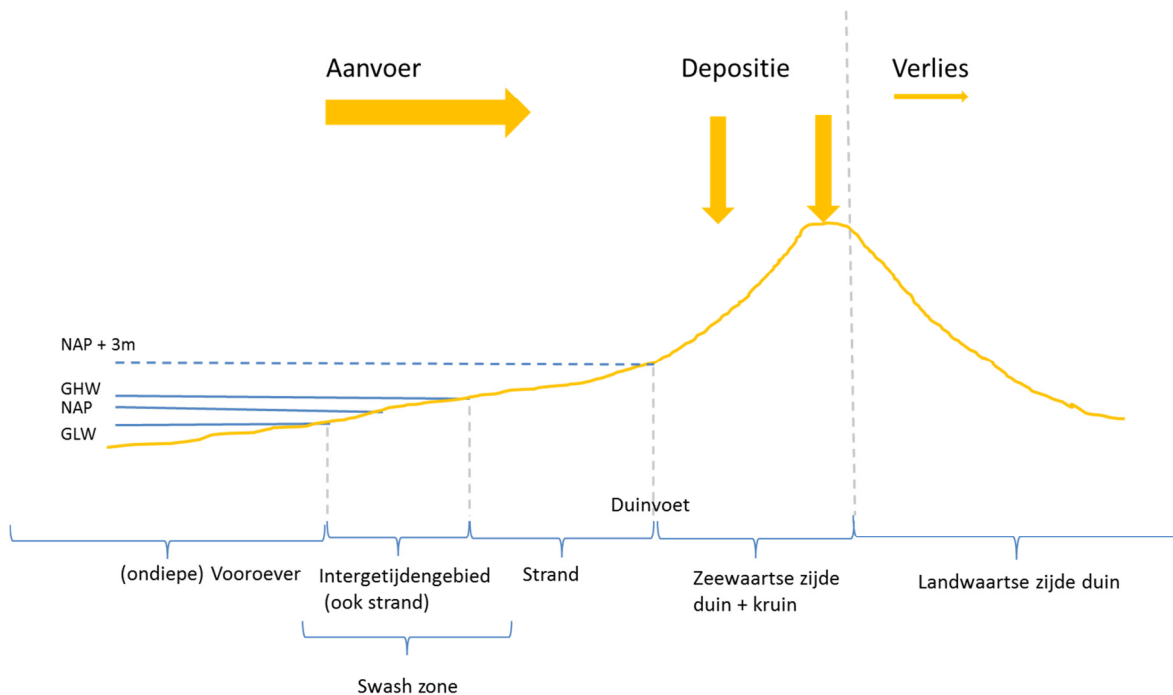 Aanvoer
Depositie
Verlies
NAP + 3m
GHW
NAP
GLW
Duinvoet
(ondiepe) Vooroever
Intergetijdengebied
(ook strand)
Strand
Zeewaartse zijde
duin + kruin
Landwaartse zijde duin
Swash zone